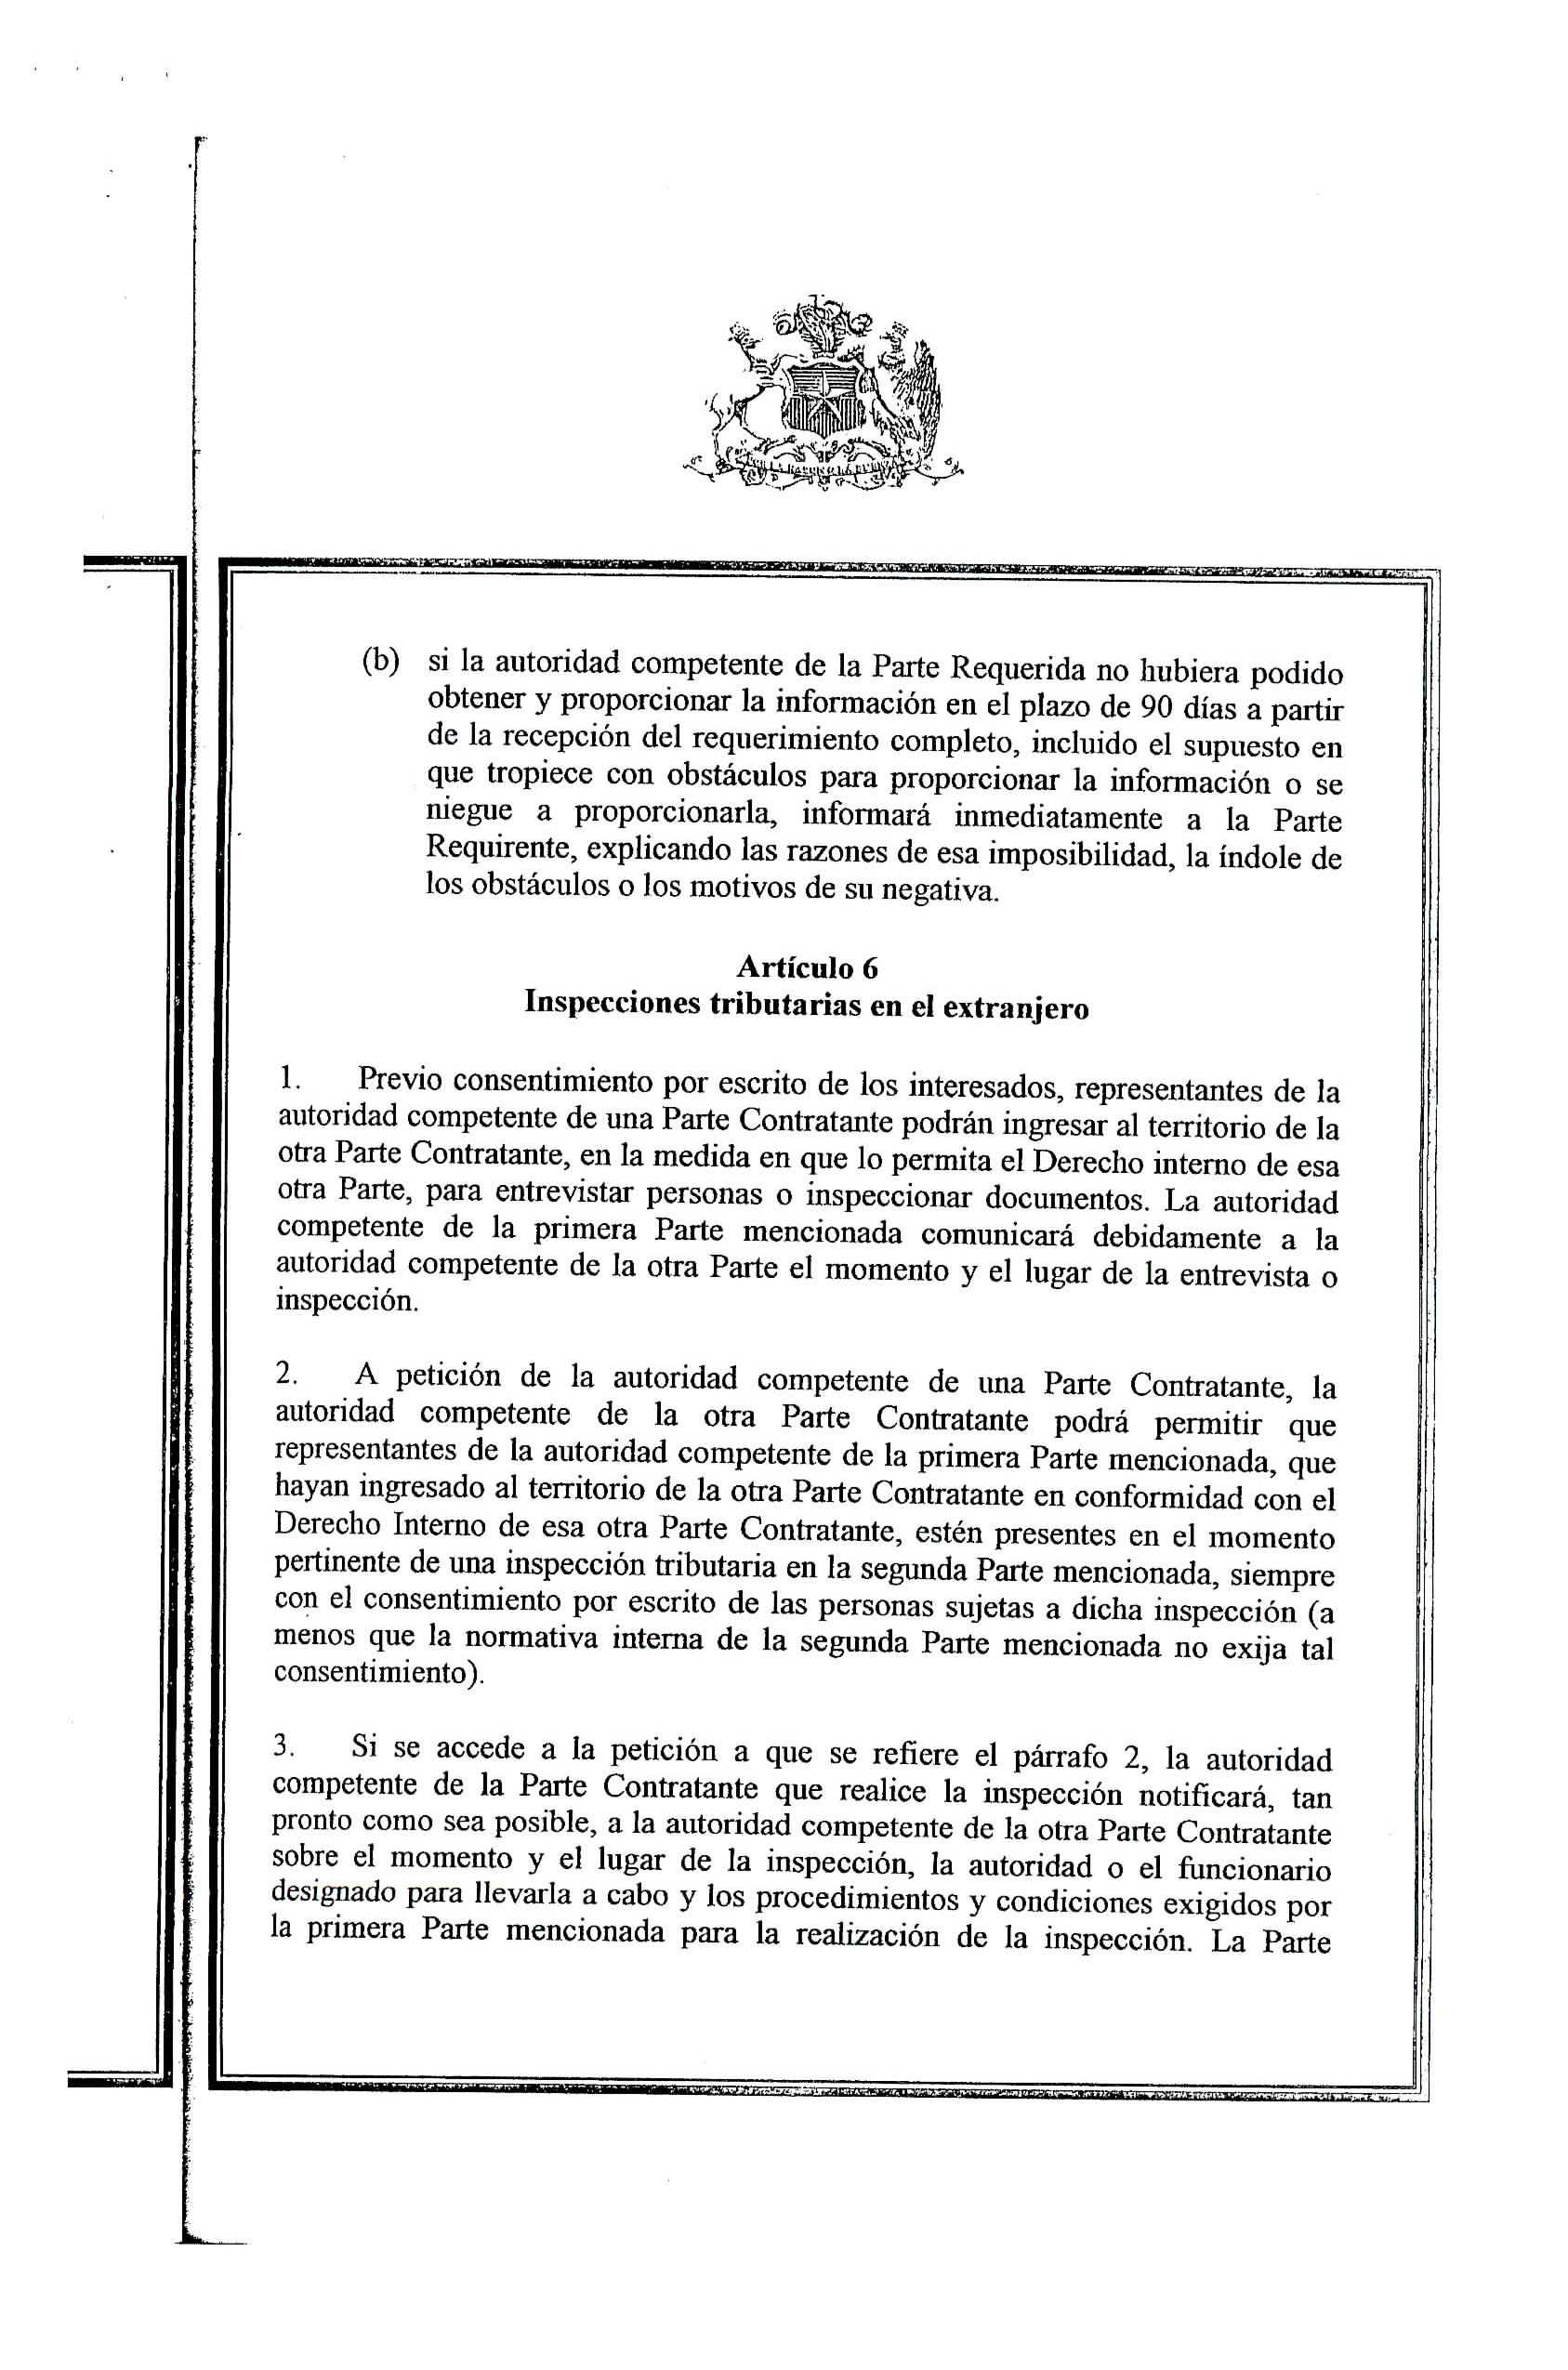 (b) si la autoridad competente de la Parte Requerida no hubiera podido
obtener y proporcionar la información en el plazo de 90 días a partir
de la recepción del requerimiento completo, incluido el supuesto en
que tropiece con obstáculos para proporcionar la información o se
niegue a proporcionarla, informará inmediatamente a la Parte
Requirente, explicando las razones de esa imposibilidad, la índole de
los obstáculos o los motivos de su negativa.
Artículo 6
Inspecciones tributarias en el extranjero
1. Previo consentimiento por escrito de los interesados, representantes de la
autoridad competente de una Parte Contratante podrán ingresar al territorio de la
otra Parte Contratante, en la medida en que lo permita el Derecho interno de esa
otra Parte, para entrevistar personas o inspeccionar documentos. La autoridad
competente de la primera Parte mencionada comunicará debidamente a la
autoridad competente de la otra Parte el momento y el lugar de la entrevista o
inspección.
2. A petición de la autoridad competente de una Parte Contratante, la
autoridad competente de la otra Parte Contratante podrá permitir que
representantes de la autoridad competente de la primera Parte mencionada, que
hayan ingresado al territorio de la otra Parte Contratante en conformidad con el
Derecho Interno de esa otra Parte Contratante, estén presentes en el momento
pertinente de una inspección tributaria en la segunda Parte mencionada, siempre
con el consentimiento por escrito de las personas sujetas a dicha inspección (a
menos que la normativa interna de la segunda Parte mencionada no exija tal
consentimiento).
3. Si se accede a la petición a que se refiere el párrafo 2, la autoridad
competente de la Parte Contratante que realice la inspección notificará, tan
pronto como sea posible, a la autoridad competente de la otra Parte Contratante
sobre el momento y el lugar de la inspección, la autoridad o el funcionario
designado para llevarla a cabo y los procedimientos y condiciones exigidos por
la primera Parte mencionada para la realización de la inspección. La Parte